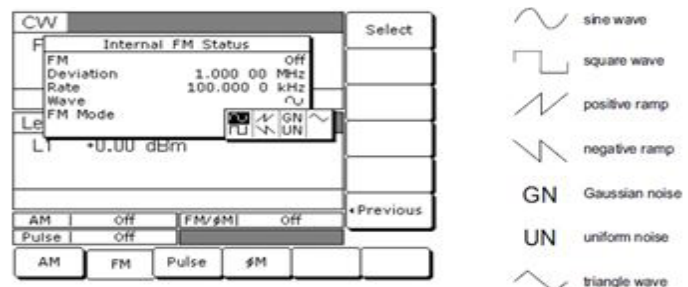 CW
Select
F
Internal FM Status
FM Off
Deviation 1.000 00 MHz
Rate 100.000 0 kHz
Wave
FM Mode
GN
UN
Le
L1 +0.00 dBm
◂Previous
AM Off FM/φM Off
Pulse Off
AM FM Pulse φM
sine wave
square wave
positive ramp
negative ramp
GN Gaussian noise
UN uniform noise
triangle wave